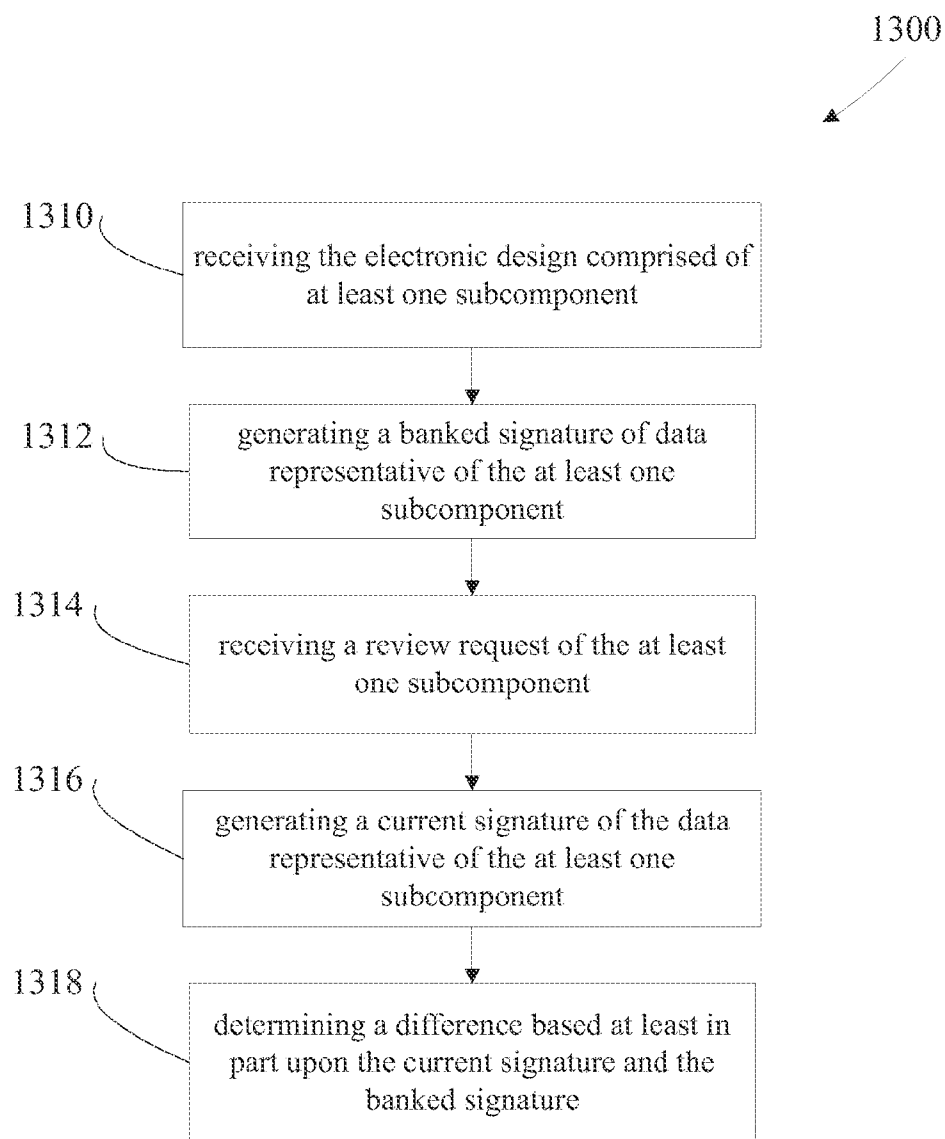 1300
1310
receiving the electronic design comprised of
at least one subcomponent
1312
generating a banked signature of data
representative of the at least one
subcomponent
1314
receiving a review request of the at least
one subcomponent
1316
generating a current signature of the data
representative of the at least one
subcomponent
1318
determining a difference based at least in
part upon the current signature and the
banked signature